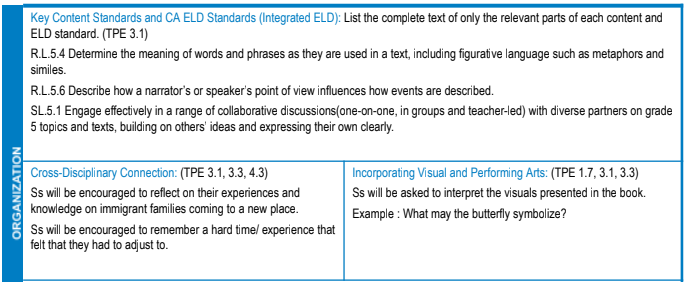 Key Content Standards and CA ELD Standards (Integrated ELD): List the complete text of only the relevant parts of each content and
ELD standard. (TPE 3.1)
R.L.5.4 Determine the meaning of words and phrases as they are used in a text, including figurative language such as metaphors and
similes.
R.L.5.6 Describe how a narrator's or speaker's point of view influences how events are described.
SL.5.1 Engage effectively in a range of collaborative discussions(one-on-one, in groups and teacher-led) with diverse partners on grade
5 topics and texts, building on others' ideas and expressing their own clearly.
ORGANIZATION
Cross-Disciplinary Connection: (TPE 3.1, 3.3, 4.3)
Ss will be encouraged to reflect on their experiences and
knowledge on immigrant families coming to a new place.
Ss will be encouraged to remember a hard time/ experience that
felt that they had to adjust to.
Incorporating Visual and Performing Arts: (TPE 1.7, 3.1, 3.3)
Ss will be asked to interpret the visuals presented in the book.
Example : What may the butterfly symbolize?